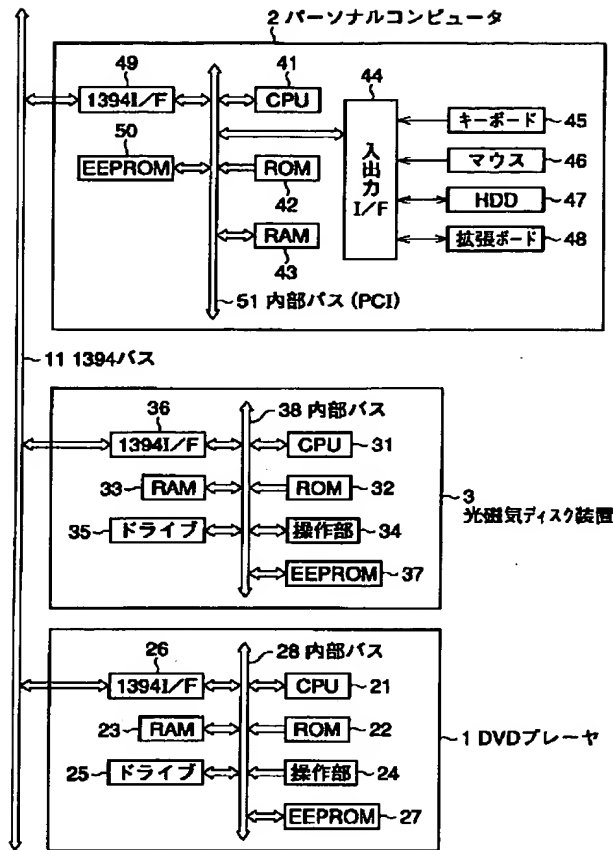 2 パーソナルコンピュータ
49
1394I/F
41
CPU
44
入出力I/F
キーボード
45
50
EEPROM
ROM
42
マウス
46
HDD
47
RAM
43
拡張ボード
48
51 内部バス (PCI)
11 1394バス
36
1394I/F
38 内部バス
CPU
31
33
RAM
ROM
32
3
光磁気ディスク装置
35
ドライブ
操作部
34
EEPROM
37
26
1394I/F
28 内部バス
CPU
21
23
RAM
ROM
22
1 DVDプレーヤ
25
ドライブ
操作部
24
EEPROM
27